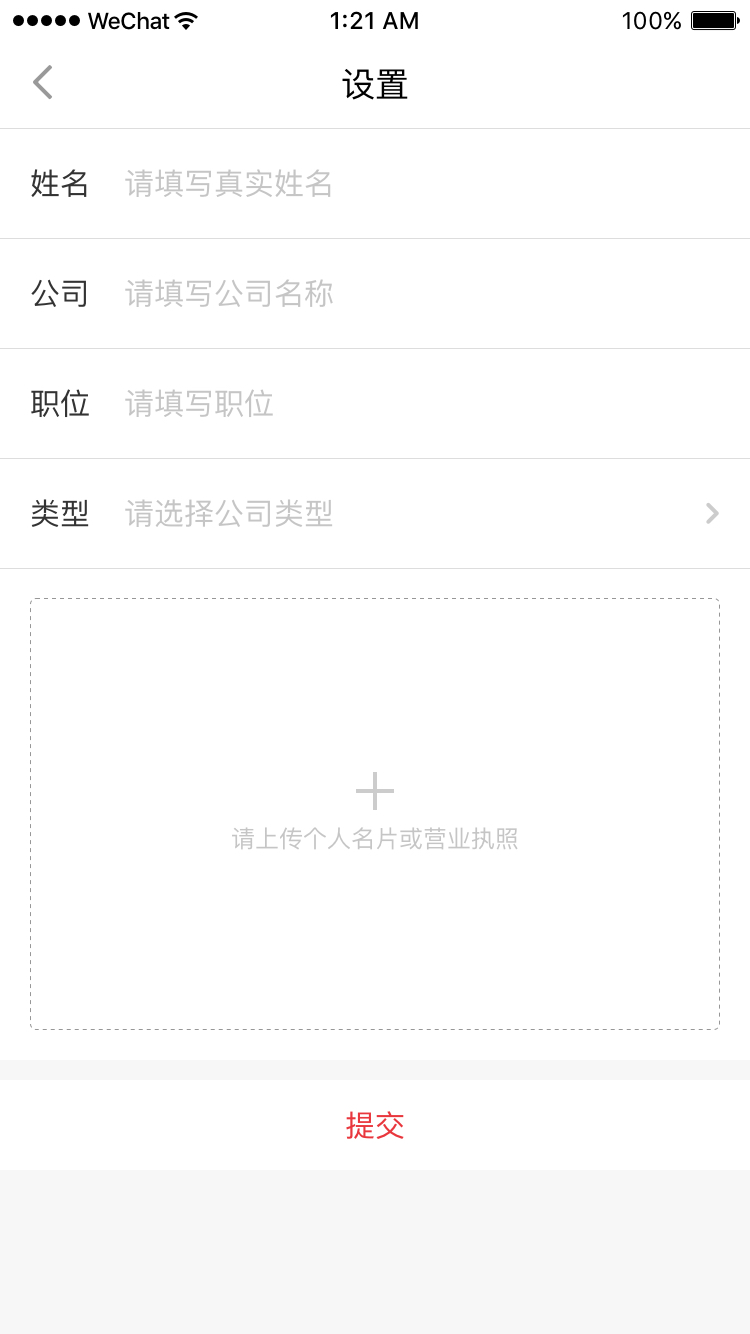 WeChat 1:21 AM 100%
设置
姓名 请填写真实姓名
公司 请填写公司名称
职位 请填写职位
类型 请选择公司类型
请上传个人名片或营业执照
提交